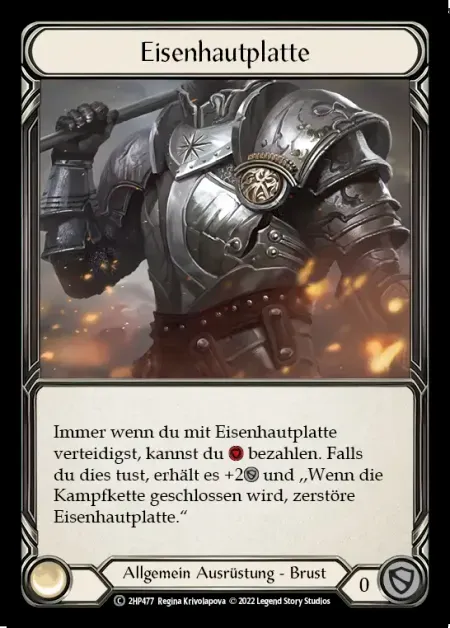 Eisenhautplatte
Immer wenn du mit Eisenhautplatte
verteidigst, kannst du bezahlen. Falls
du dies tust, erhält es +2 und „Wenn die
Kampfkette geschlossen wird, zerstöre
Eisenhautplatte.“
Allgemein Ausrüstung - Brust
0
C 2HP477 Regina Krivolapova © 2022 Legend Story Studios